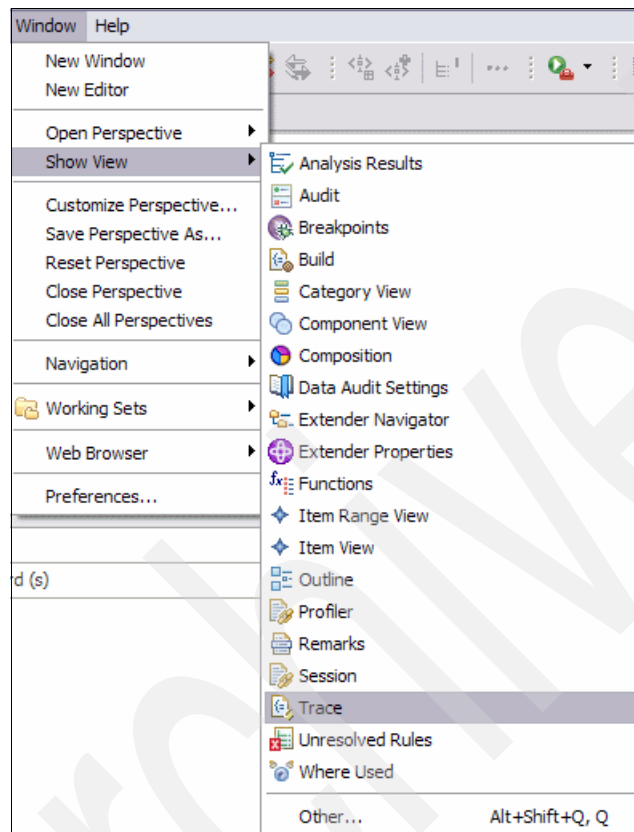 Window Help
New Window
New Editor
Open Perspective
Show View
Customize Perspective...
Save Perspective As...
Reset Perspective
Close Perspective
Close All Perspectives
Navigation
Working Sets
Web Browser
Preferences...
rd (s)
Analysis Results
Audit
Breakpoints
Build
Category View
Component View
Composition
Data Audit Settings
Extender Navigator
Extender Properties
Functions
Item Range View
Item View
Outline
Profiler
Remarks
Session
Trace
Unresolved Rules
Where Used
Other... Alt+Shift+Q, Q